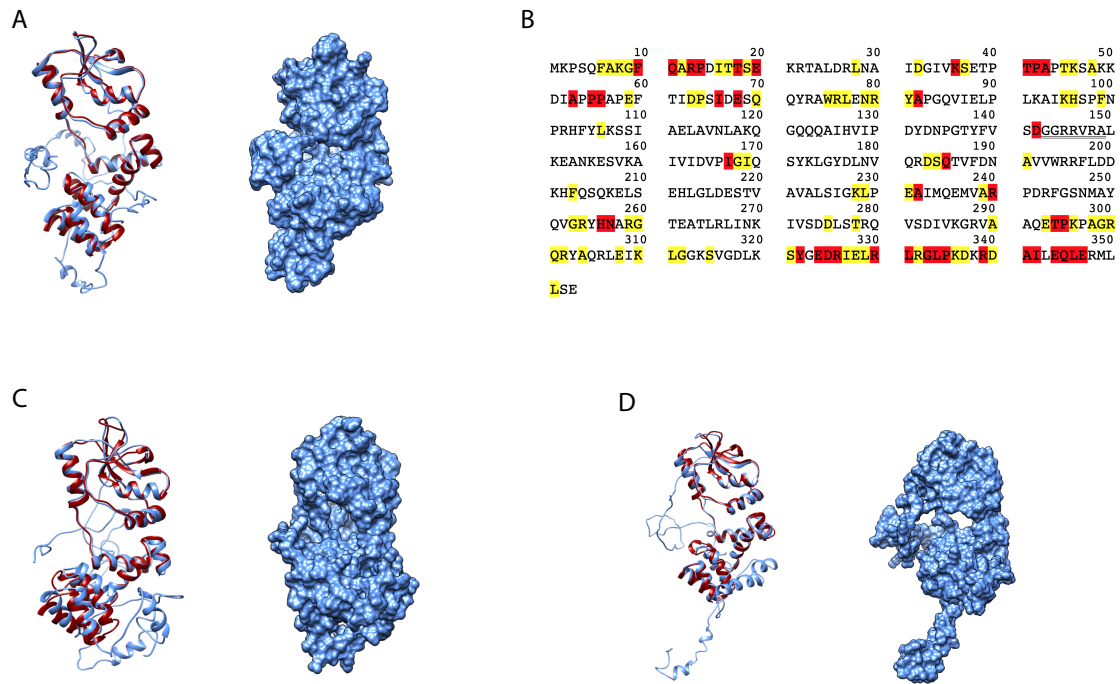 A
B
10 20 30 40 50
MKPSQFAKGF QARPDITTSE KRTALDRLNA IDGIVKSETP TPAPTKSAKK
60 70 80 90 100
DIAPPPAPEF TIDPSIDESQ QYRAWRLENR YAPGQVIELP LKAIKHSPFN
110 120 130 140 150
PRHFYLKSSI AELAVNLAKQ GQQQAIHVIP DYDNPGTYFV SDGGRRVRAL
160 170 180 190 200
KEANKESVKA IVIDVPIGIQ SYKLGYDLNV QRDSQTVFDN AVVWRRFLDD
210 220 230 240 250
KHFQSQKELS EHLGLDESTV AVALSIGKLP EAIMQEMVAR PDRFGSNMAY
260 270 280 290 300
QVGRYHNARG TEATLRLINK IVSDDLSTRQ VSDIVKGRVA AQETPKPAGR
310 320 330 340 350
QRYAQRLEIK LGGKSVGDLK SYGEDRIELR LRGLPKDKRD AILEQLERML
LSE
C
D